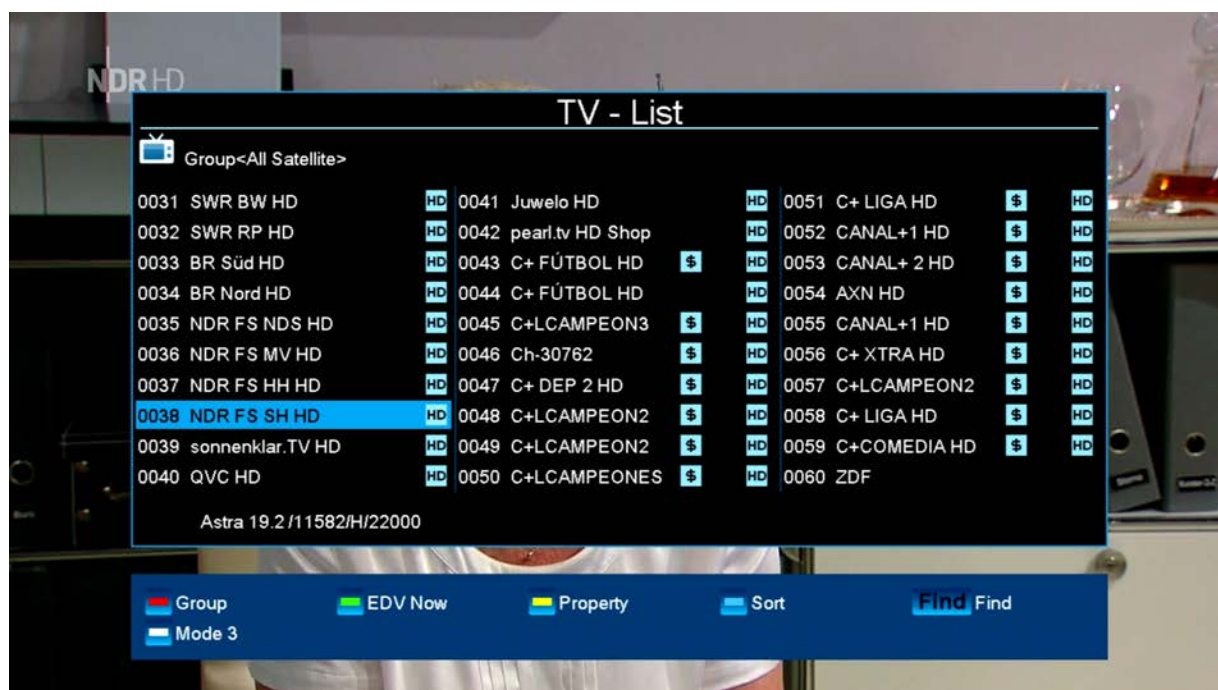 NDR HD
TV - List
Group<All Satellite>
0031 SWR BW HD HD
0032 SWR RP HD HD
0033 BR Süd HD HD
0034 BR Nord HD HD
0035 NDR FS NDS HD HD
0036 NDR FS MV HD HD
0037 NDR FS HH HD HD
0038 NDR FS SH HD HD
0039 sonnenklar.TV HD HD
0040 QVC HD HD
0041 Juwelo HD HD
0042 pearl.tv HD Shop HD
0043 C+ FÚTBOL HD $ HD
0044 C+ FÚTBOL HD HD
0045 C+LCAMPEON3 $ HD
0046 Ch-30762 $ HD
0047 C+ DEP 2 HD $ HD
0048 C+LCAMPEON2 $ HD
0049 C+LCAMPEON2 $ HD
0050 C+LCAMPEONES $ HD
0051 C+ LIGA HD $ HD
0052 CANAL+1 HD $ HD
0053 CANAL+ 2 HD $ HD
0054 AXN HD $ HD
0055 CANAL+1 HD $ HD
0056 C+ XTRA HD $ HD
0057 C+LCAMPEON2 $ HD
0058 C+ LIGA HD $ HD
0059 C+COMEDIA HD $ HD
0060 ZDF
Astra 19.2 /11582/H/22000
Group EDV Now Property Sort Find Find
Mode 3